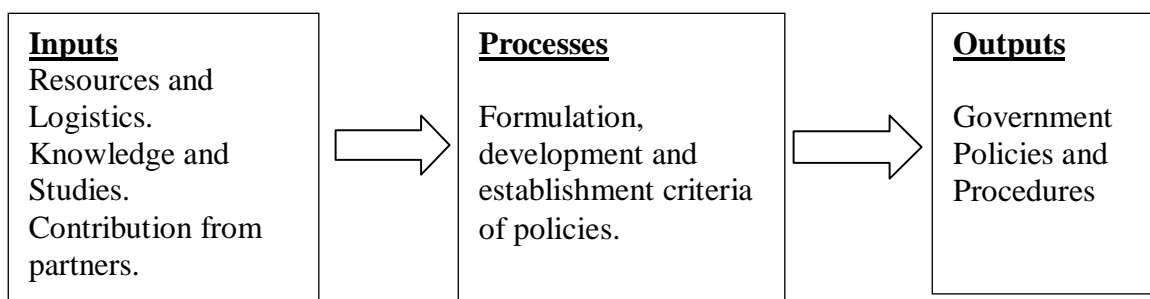 Inputs
Resources and
Logistics.
Knowledge and
Studies.
Contribution from
partners.
Processes
Formulation,
development and
establishment criteria
of policies.
Outputs
Government
Policies and
Procedures